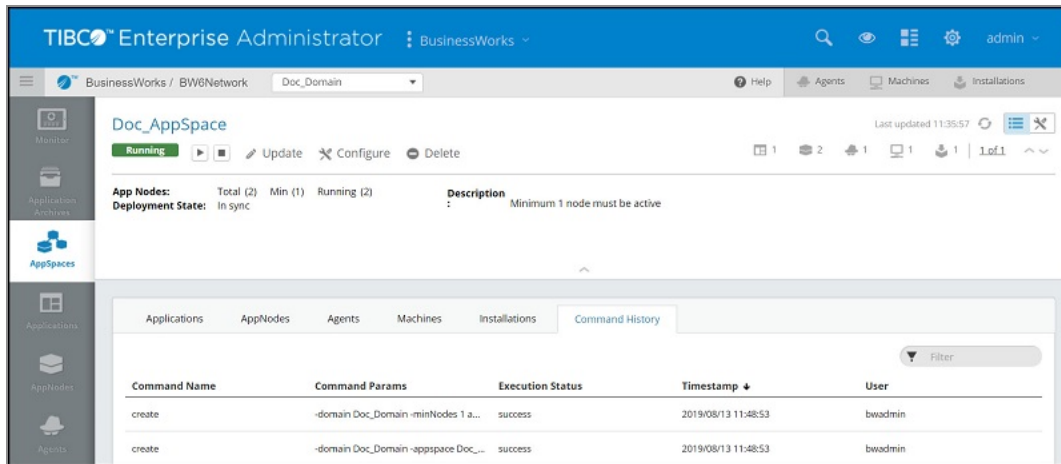 TIBCO™ Enterprise Administrator BusinessWorks admin
BusinessWorks / BW6Network Doc_Domain Help Agents Machines Installations
Monitor
Application
Archives
AppSpaces
Applications
AppNodes
Agents
Doc_AppSpace Last updated 11:35:57
Running Update Configure Delete 1 2 1 1 1 1 of 1
App Nodes: Total (2) Min (1) Running (2) Description
: Minimum 1 node must be active
Deployment State: In sync
Applications AppNodes Agents Machines Installations Command History
Filter
Command Name Command Params Execution Status Timestamp User
create -domain Doc_Domain -minNodes 1 a... success 2019/08/13 11:48:53 bwadmin
create -domain Doc_Domain -appspace Doc_... success 2019/08/13 11:48:53 bwadmin